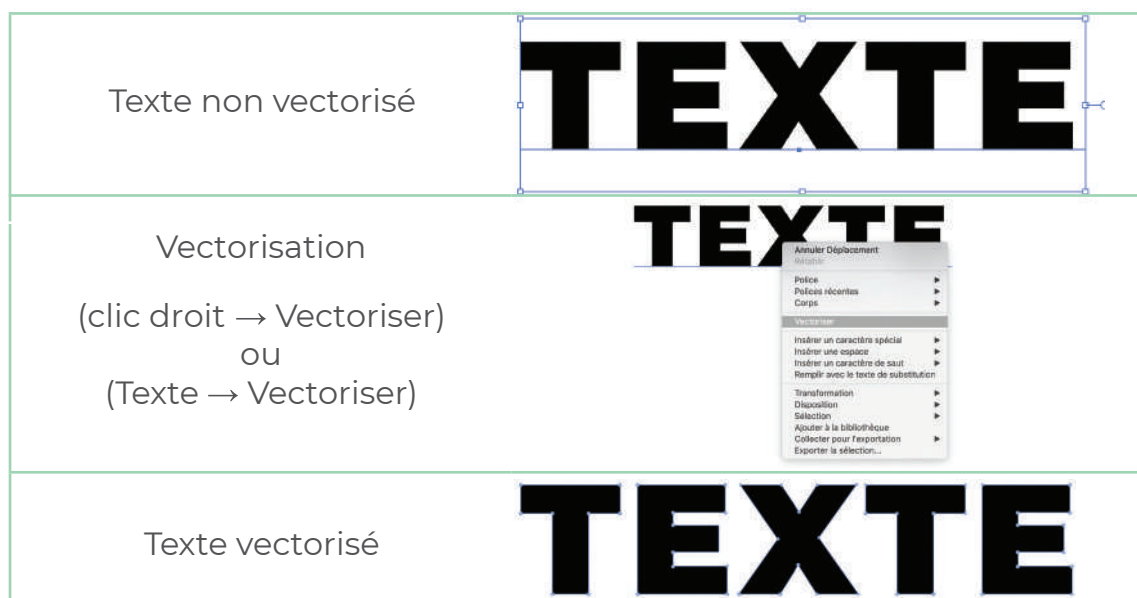 Texte non vectorisé
TEXTE
Vectorisation
(clic droit → Vectoriser)
ou
(Texte → Vectoriser)
TEXTE
Annuler Déplacement
Rétablir
Police
Polices récentes
Corps
Vectoriser
Insérer un caractère spécial
Insérer une espace
Insérer un caractère de saut
Remplir avec le texte de substitution
Transformation
Disposition
Sélection
Ajouter à la bibliothèque
Collecter pour l'exportation
Exporter la sélection...
Texte vectorisé
TEXTE